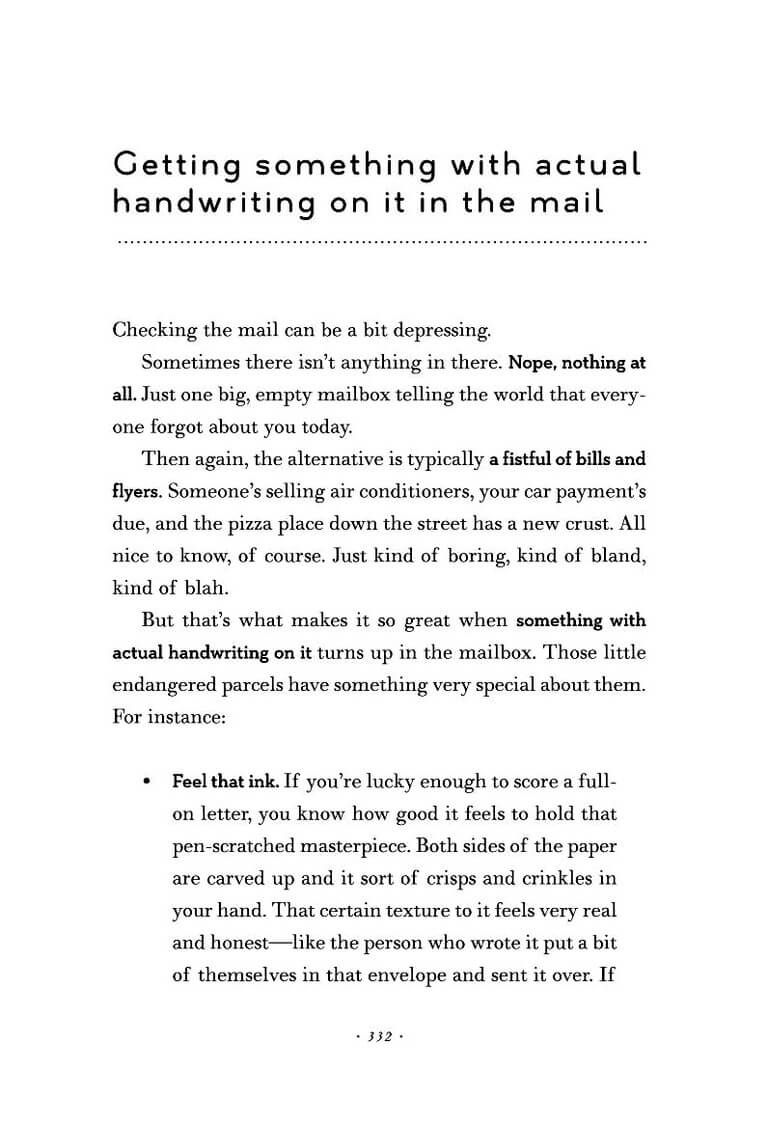 Getting something with actual
handwriting on it in the mail
Checking the mail can be a bit depressing.
Sometimes there isn’t anything in there. Nope, nothing at
all. Just one big, empty mailbox telling the world that every-
one forgot about you today.
Then again, the alternative is typically a fistful of bills and
flyers. Someone’s selling air conditioners, your car payment’s
due, and the pizza place down the street has a new crust. All
nice to know, of course. Just kind of boring, kind of bland,
kind of blah.
But that’s what makes it so great when something with
actual handwriting on it turns up in the mailbox. Those little
endangered parcels have something very special about them.
For instance:
• Feel that ink. If you’re lucky enough to score a full-
on letter, you know how good it feels to hold that
pen-scratched masterpiece. Both sides of the paper
are carved up and it sort of crisps and crinkles in
your hand. That certain texture to it feels very real
and honest—like the person who wrote it put a bit
of themselves in that envelope and sent it over. If
· 332 ·